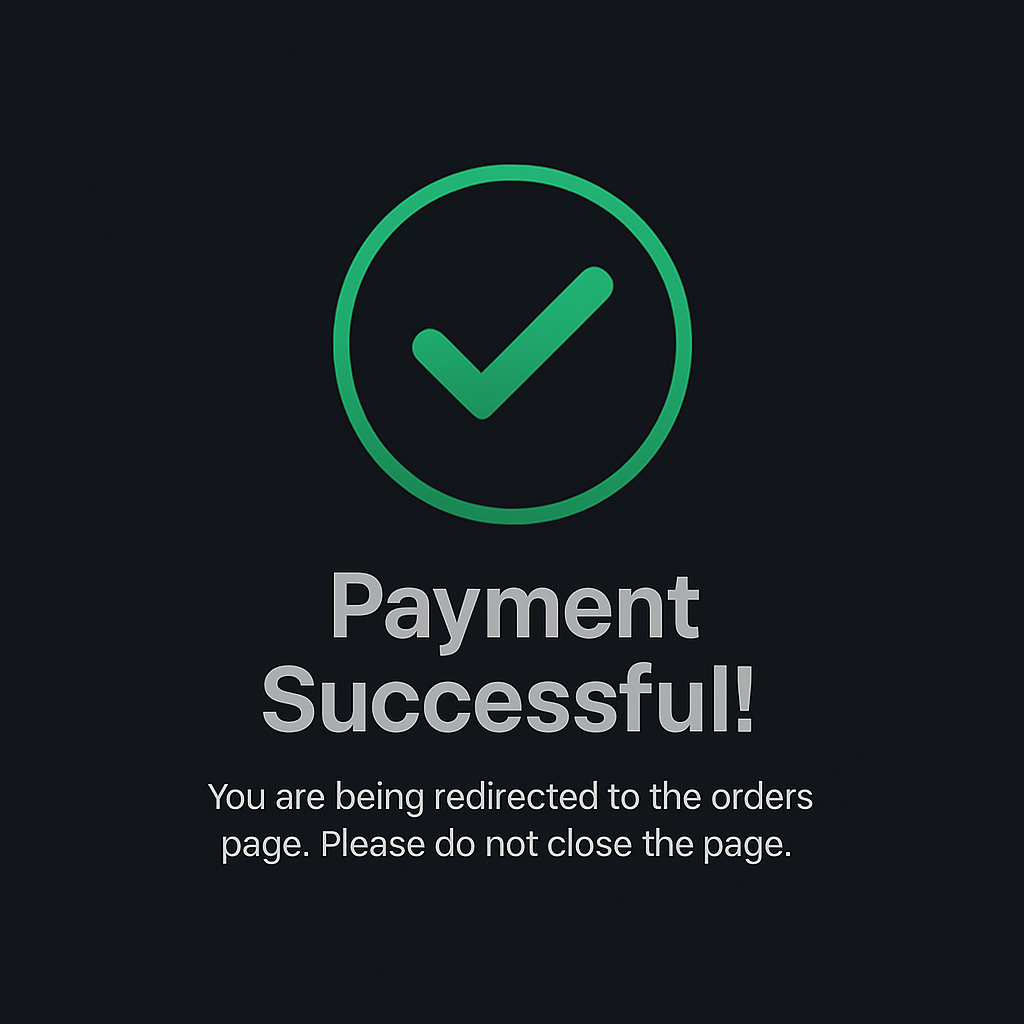 Payment
Successful!
You are being redirected to the orders
page. Please do not close the page.